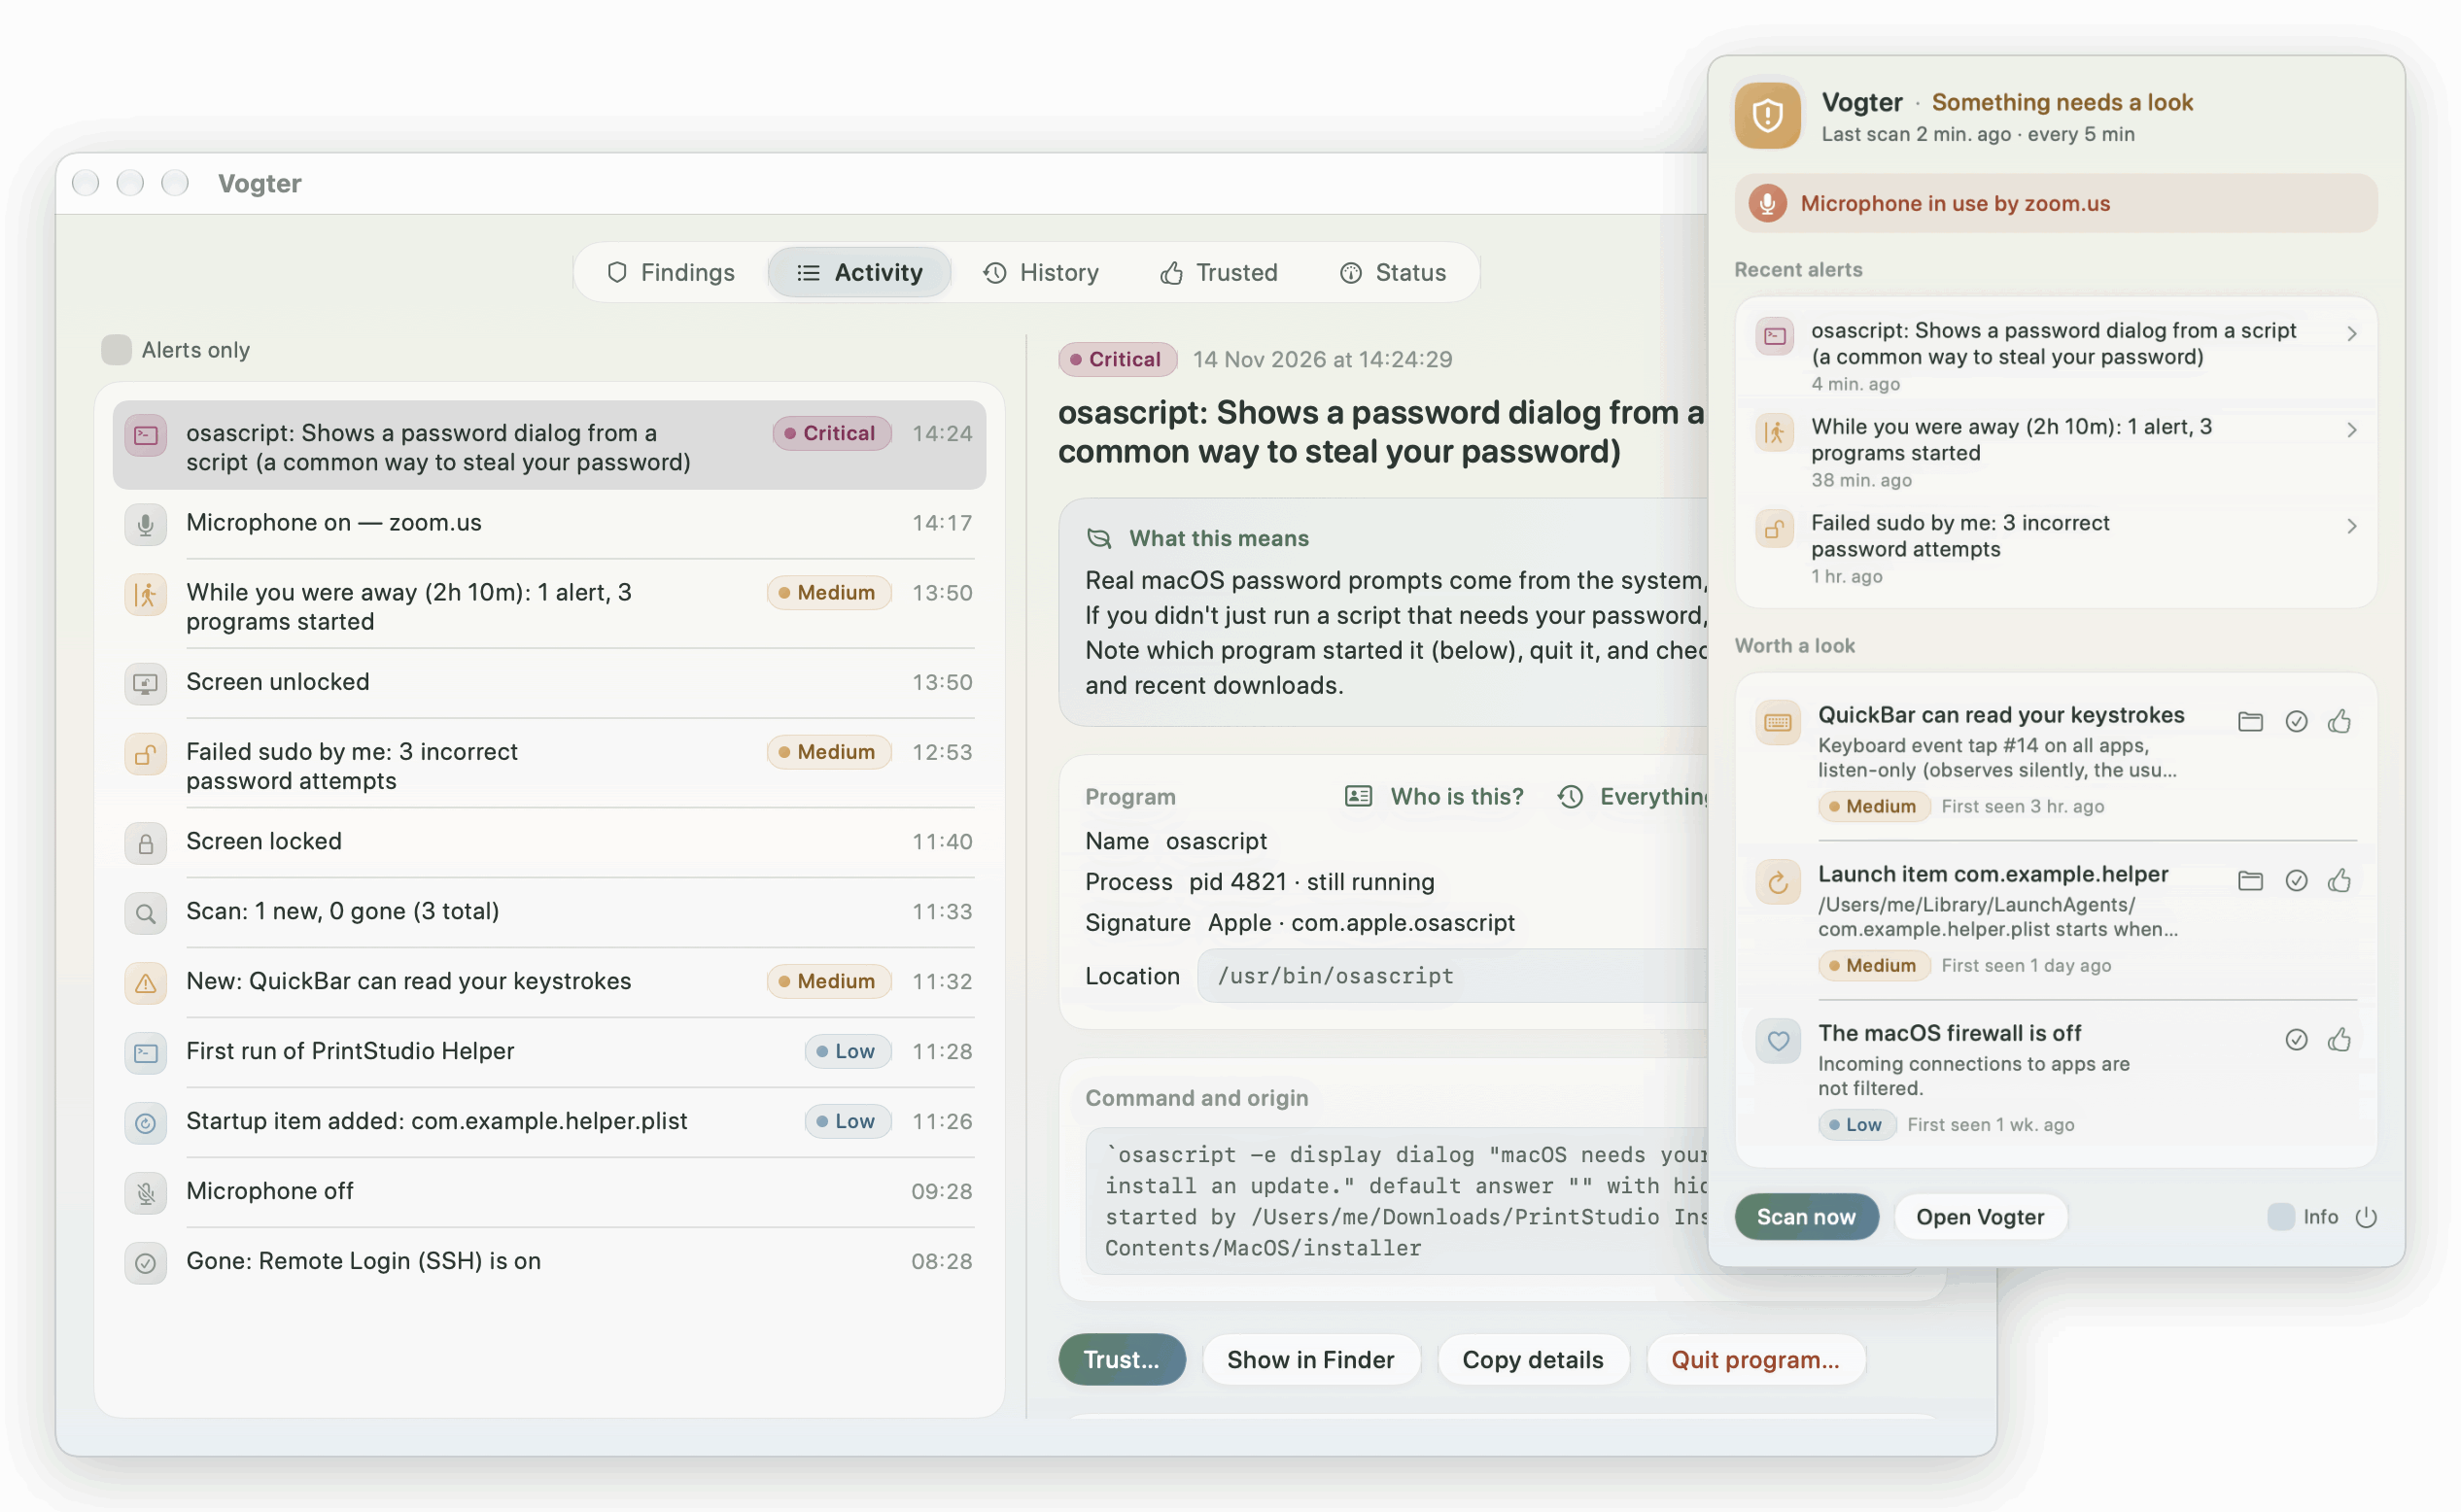 Vogter
Findings
Activity
History
Trusted
Status
Alerts only
osascript: Shows a password dialog from a
script (a common way to steal your password)
Critical
14:24
Microphone on — zoom.us
14:17
While you were away (2h 10m): 1 alert, 3
programs started
Medium
13:50
Screen unlocked
13:50
Failed sudo by me: 3 incorrect
password attempts
Medium
12:53
Screen locked
11:40
Scan: 1 new, 0 gone (3 total)
11:33
New: QuickBar can read your keystrokes
Medium
11:32
First run of PrintStudio Helper
Low
11:28
Startup item added: com.example.helper.plist
Low
11:26
Microphone off
09:28
Gone: Remote Login (SSH) is on
08:28
Critical
14 Nov 2026 at 14:24:29
osascript: Shows a password dialog from a
common way to steal your password)
What this means
Real macOS password prompts come from the system,
If you didn't just run a script that needs your password,
Note which program started it (below), quit it, and
and recent downloads.
Program
Who is this?
Name osascript
Process pid 4821 · still running
Signature Apple · com.apple.osascript
Location /usr/bin/osascript
Command and origin
`osascript -e display dialog "macOS needs your
install an update." default answer "" with
started by /Users/me/Downloads/PrintStudio
Contents/MacOS/installer
Trust...
Show in Finder
Copy details
Quit program...
Vogter · Something needs a look
Last scan 2 min. ago · every 5 min
Microphone in use by zoom.us
Recent alerts
osascript: Shows a password dialog from a script
(a common way to steal your password)
4 min. ago
While you were away (2h 10m): 1 alert, 3
programs started
38 min. ago
Failed sudo by me: 3 incorrect
password attempts
1 hr. ago
Worth a look
QuickBar can read your keystrokes
Keyboard event tap #14 on all apps,
listen-only (observes silently, the usu...
Medium
First seen 3 hr. ago
Launch item com.example.helper
/Users/me/Library/LaunchAgents/
com.example.helper.plist starts when...
Medium
First seen 1 day ago
The macOS firewall is off
Incoming connections to apps are
not filtered.
Low
First seen 1 wk. ago
Scan now
Open Vogter
Info